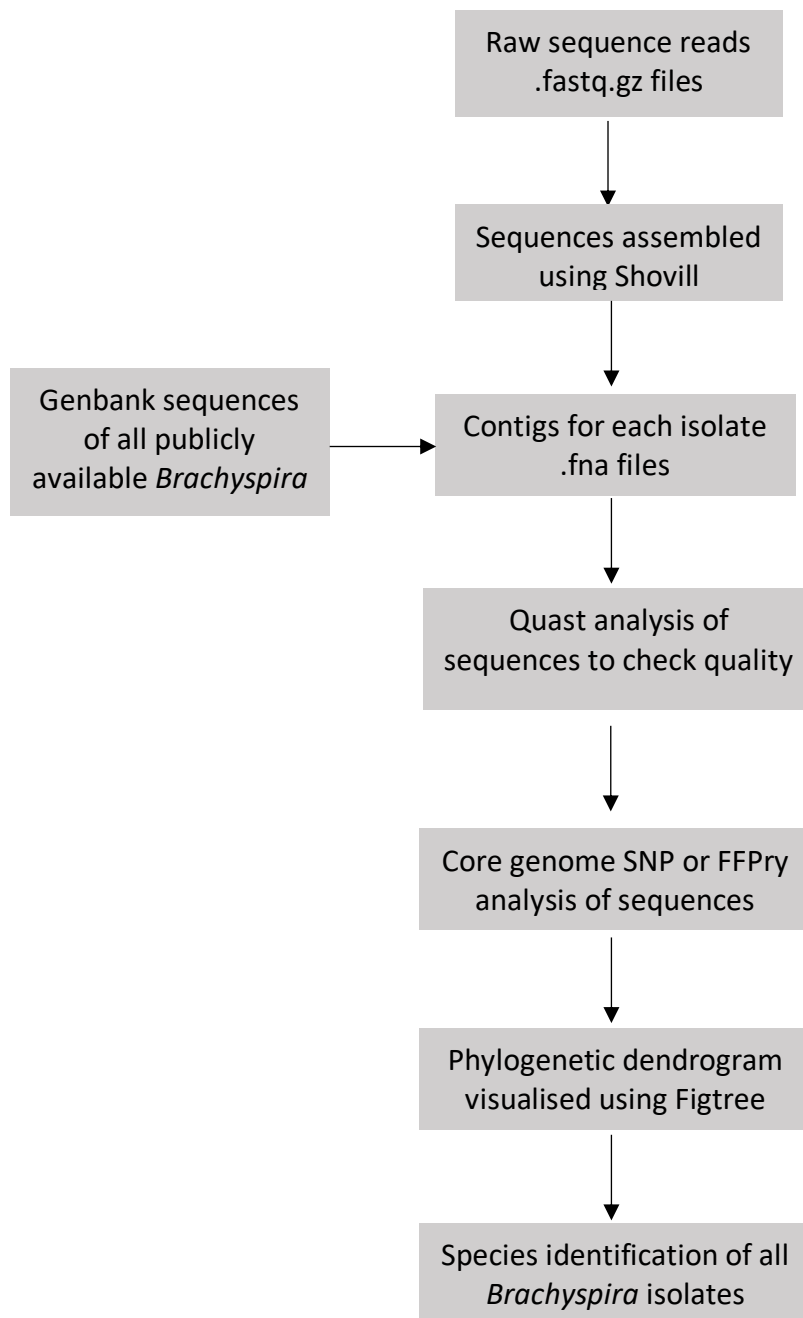 Raw sequence reads
.fastq.gz files
Sequences assembled
using Shovill
Genbank sequences
of all publicly
available Brachyspira
Contigs for each isolate
.fna files
Quast analysis of
sequences to check quality
Core genome SNP or FFPry
analysis of sequences
Phylogenetic dendrogram
visualised using Figtree
Species identification of all
Brachyspira isolates